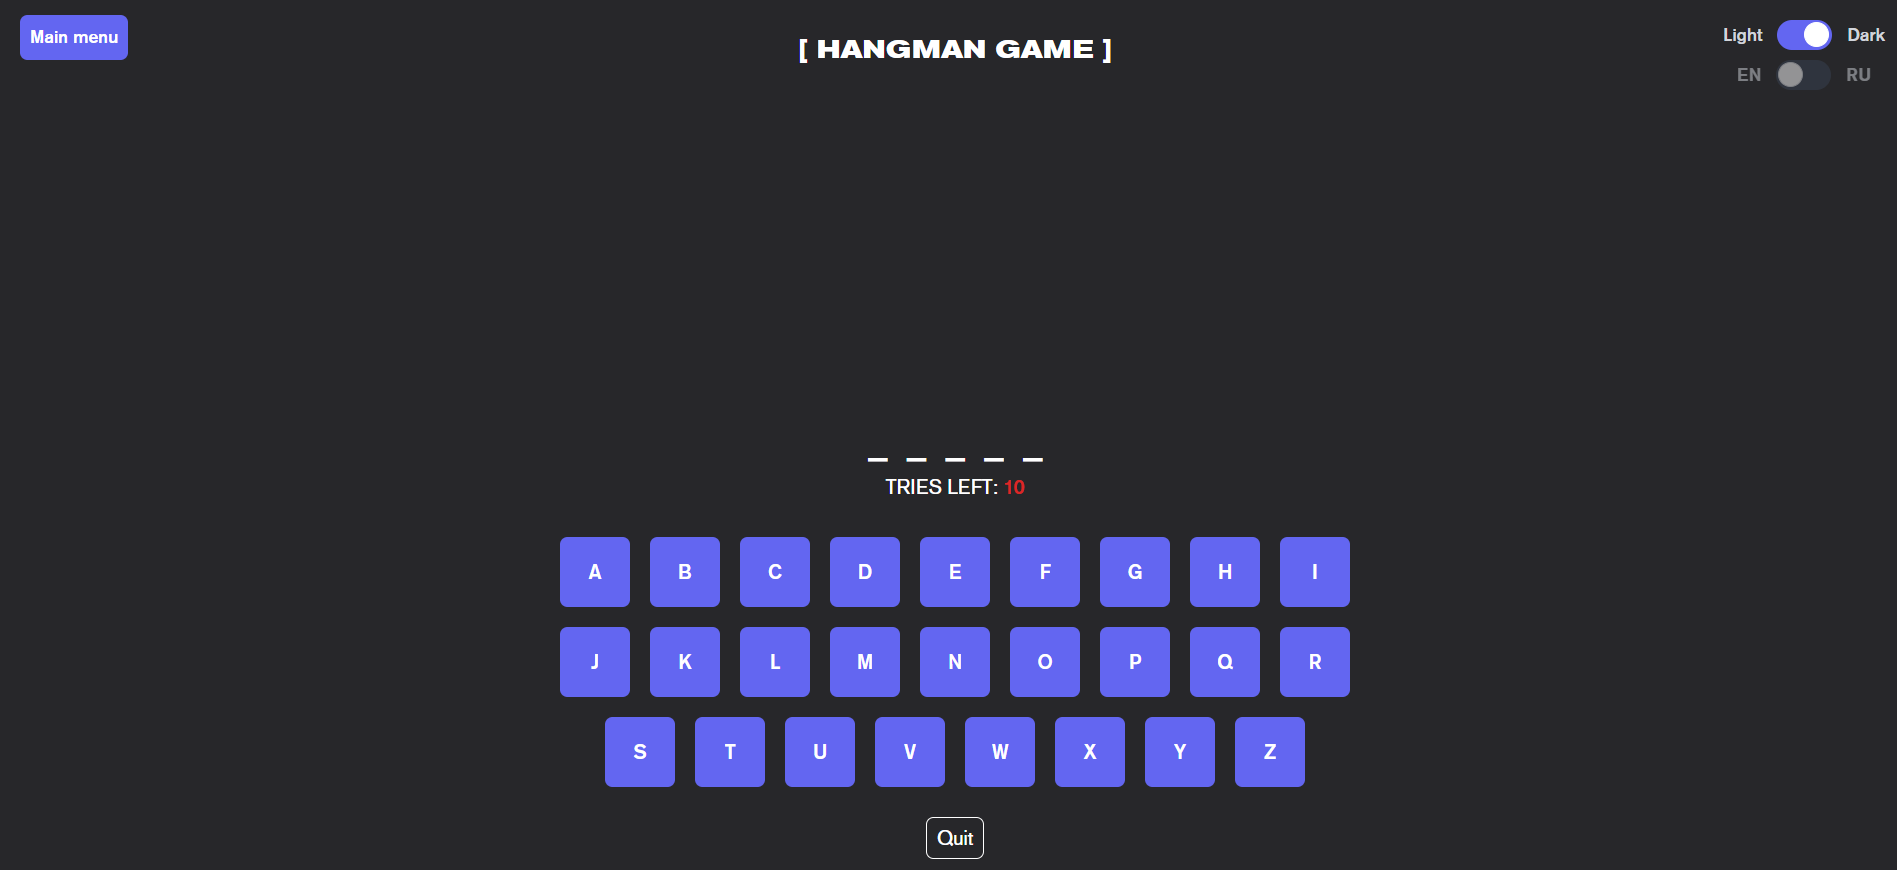 Main menu
[ HANGMAN GAME ]
Light Dark
EN RU
_ _ _ _ _
TRIES LEFT: 10
A B C D E F G H I
J K L M N O P Q R
S T U V W X Y Z
Quit